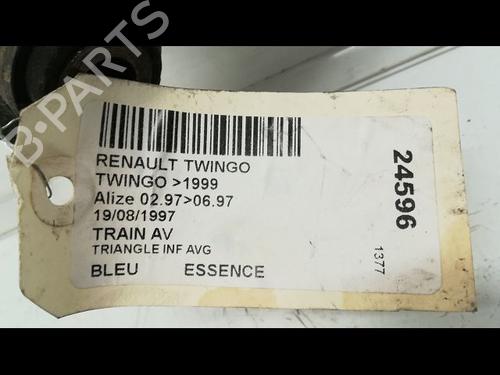 RENAULT TWINGO
TWINGO >1999
Alize 02.97>06.97
19/08/1997
TRAIN AV
TRIANGLE INF AVG
BLEU ESSENCE
24596
1377
B-PARTS